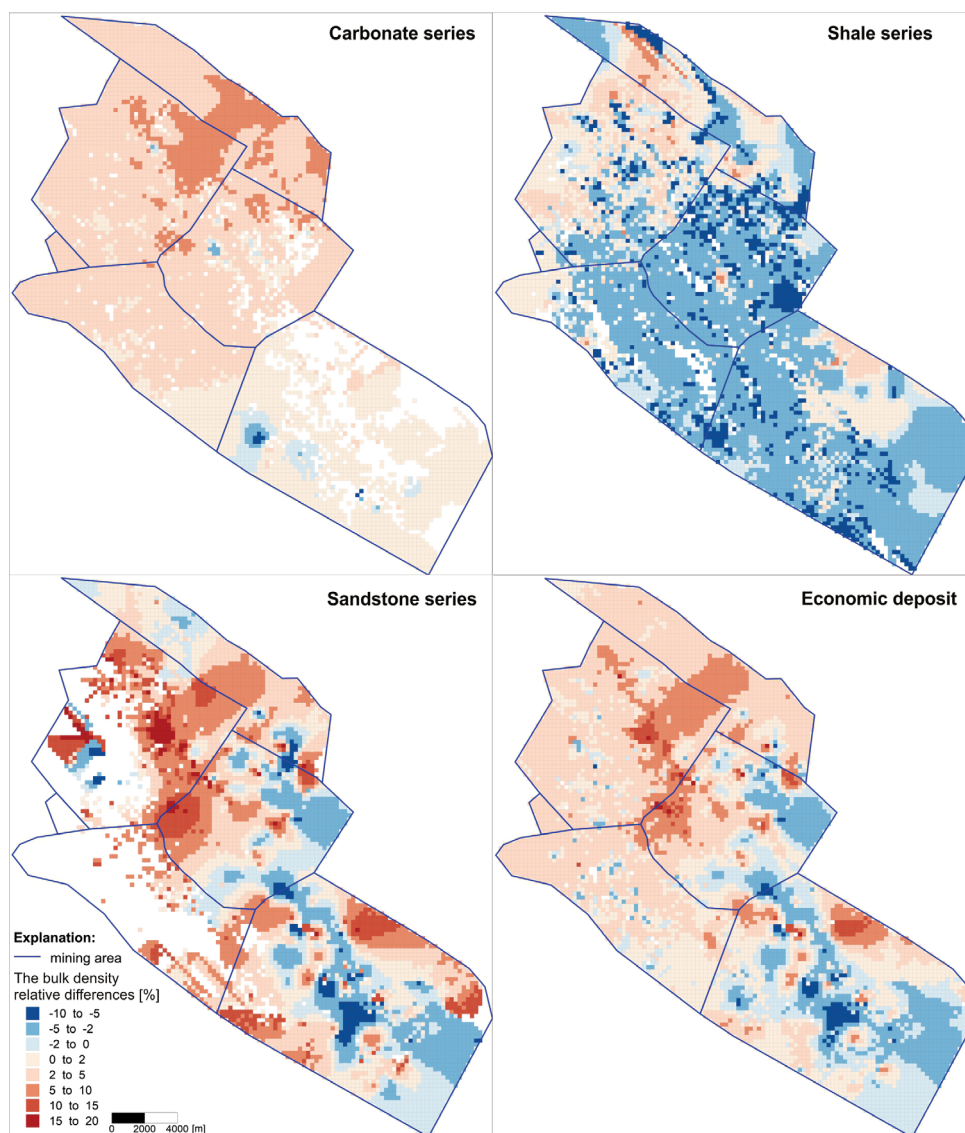 Carbonate series
Shale series
Sandstone series
Economic deposit
Explanation:
mining area
The bulk density
relative differences [%]
-10 to -5
-5 to -2
-2 to 0
0 to 2
2 to 5
5 to 10
10 to 15
15 to 20
0 2000 4000 [m]